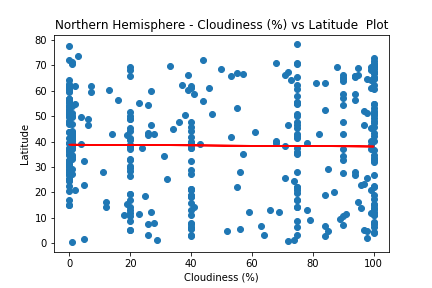 Northern Hemisphere - Cloudiness (%) vs Latitude  Plot
80
70
60
50
40
30
20
10
0
Latitude
0 20 40 60 80 100
Cloudiness (%)